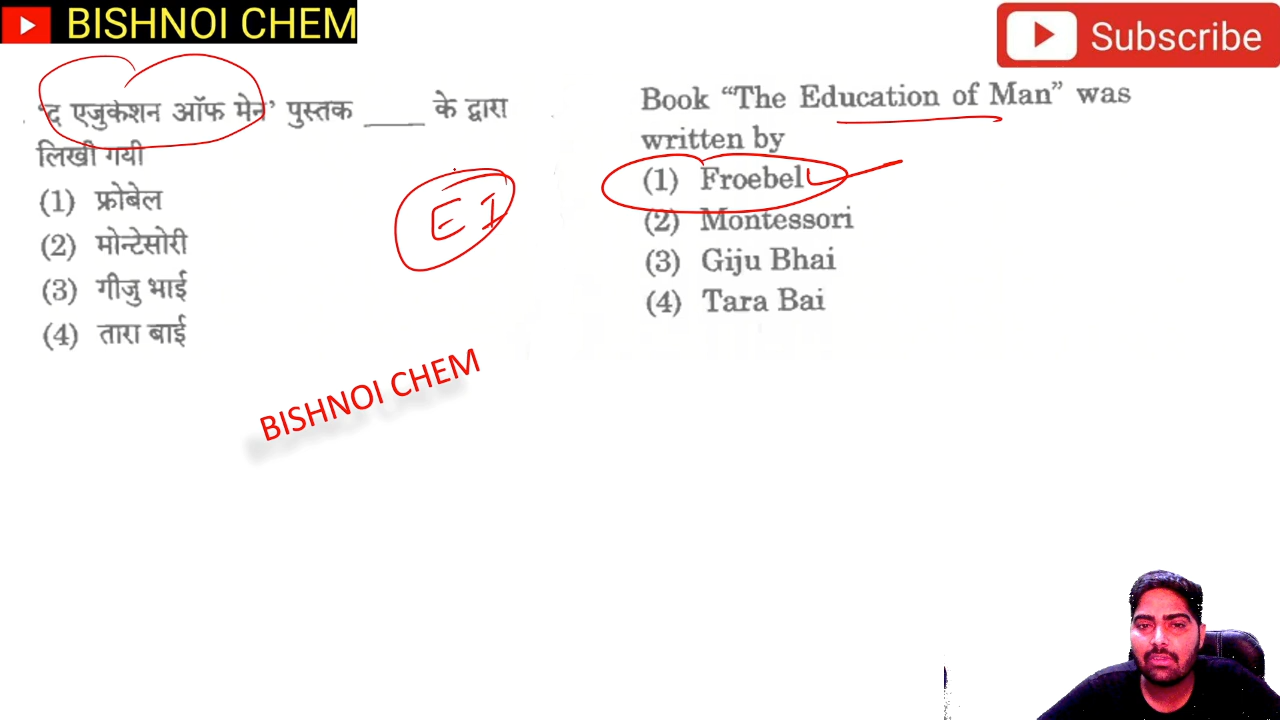 BISHNOI CHEM
Subscribe
'द एजुकेशन ऑफ मेन' पुस्तक ____ के द्वारा
लिखी गयी
(1) फ्रोबेल
(2) मोन्टेसोरी
(3) गीजु भाई
(4) तारा बाई
E I
Book “The Education of Man” was
written by
(1) Froebel
(2) Montessori
(3) Giju Bhai
(4) Tara Bai
BISHNOI CHEM